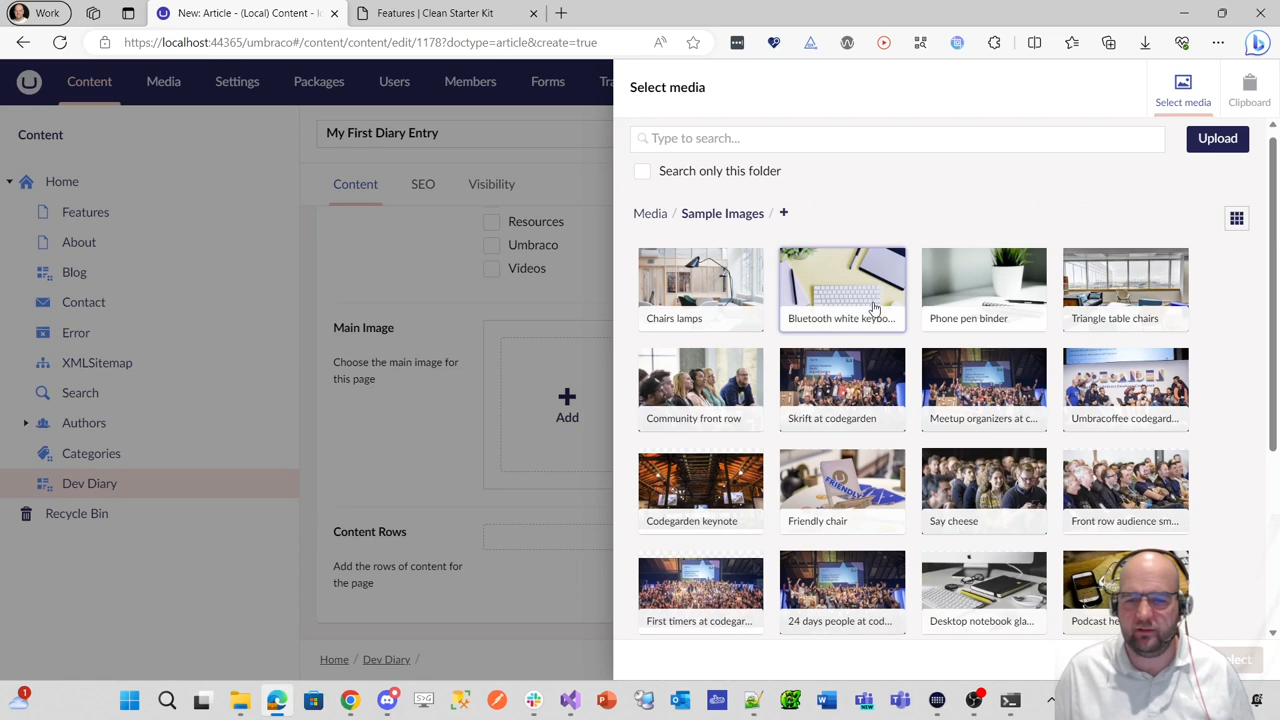 Work
New: Article - (Local) Content - lo
Features | Clean Starter Kit
https://localhost:44365/umbraco#/content/content/edit/1178?doctype=article&create=true
Content
Media
Settings
Packages
Users
Members
Forms
Content
Home
Features
About
Blog
Contact
Error
XMLSitemap
Search
Authors
Categories
Dev Diary
Recycle Bin
My First Diary Entry
Content
SEO
Visibility
Resources
Umbraco
Videos
Main Image
Choose the main image for
this page
Add
Content Rows
Add the rows of content for
the page
Home / Dev Diary /
Select media
Select media
Clipboard
Type to search...
Upload
Search only this folder
Media / Sample Images / +
Chairs lamps
Bluetooth white keybo...
Phone pen binder
Triangle table chairs
Community front row
Skrift at codegarden
Meetup organizers at c...
Umbracoffee codegard...
Codegarden keynote
Friendly chair
Say cheese
Front row audience sm...
First timers at codegar...
24 days people at cod...
Desktop notebook gla...
Podcast
1